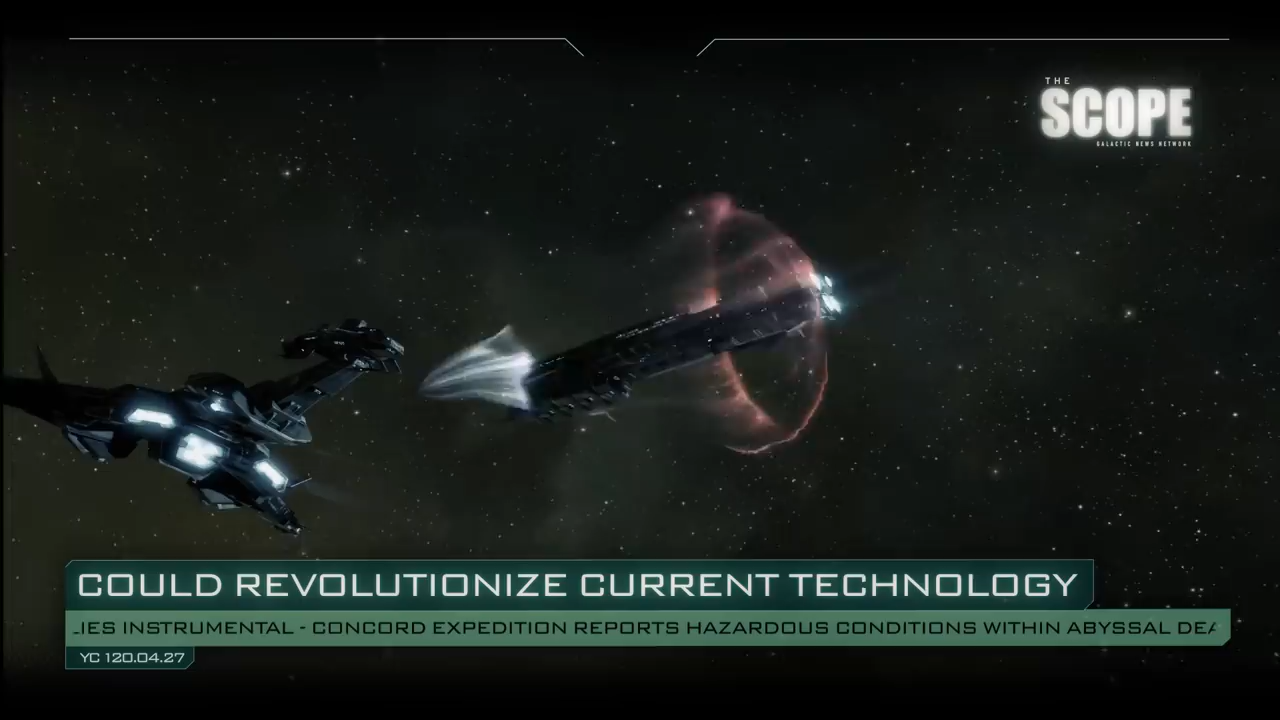 THE
SCOPE
GALACTIC NEWS NETWORK
COULD REVOLUTIONIZE CURRENT TECHNOLOGY
INSTRUMENTAL - CONCORD EXPEDITION REPORTS HAZARDOUS CONDITIONS WITHIN ABYSSAL
YC 120.04.27